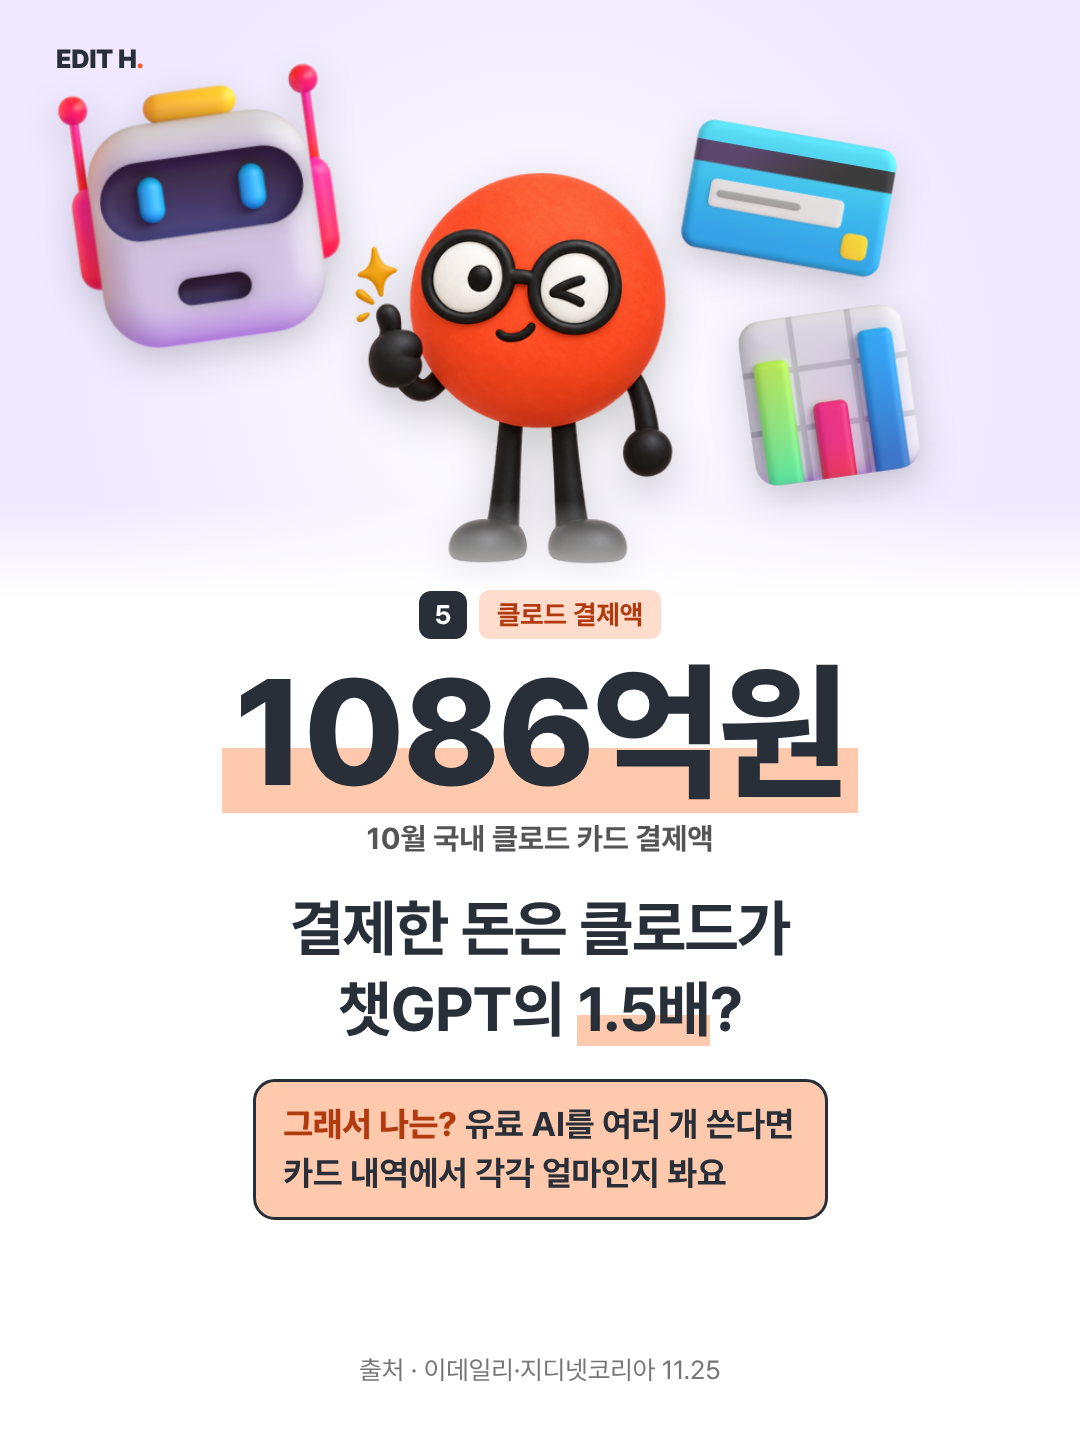 EDIT H.
5 클로드 결제액
1086억원
10월 국내 클로드 카드 결제액
결제한 돈은 클로드가
챗GPT의 1.5배?
그래서 나는? 유료 AI를 여러 개 쓴다면
카드 내역에서 각각 얼마인지 봐요
출처 · 이데일리·지디넷코리아 11.25